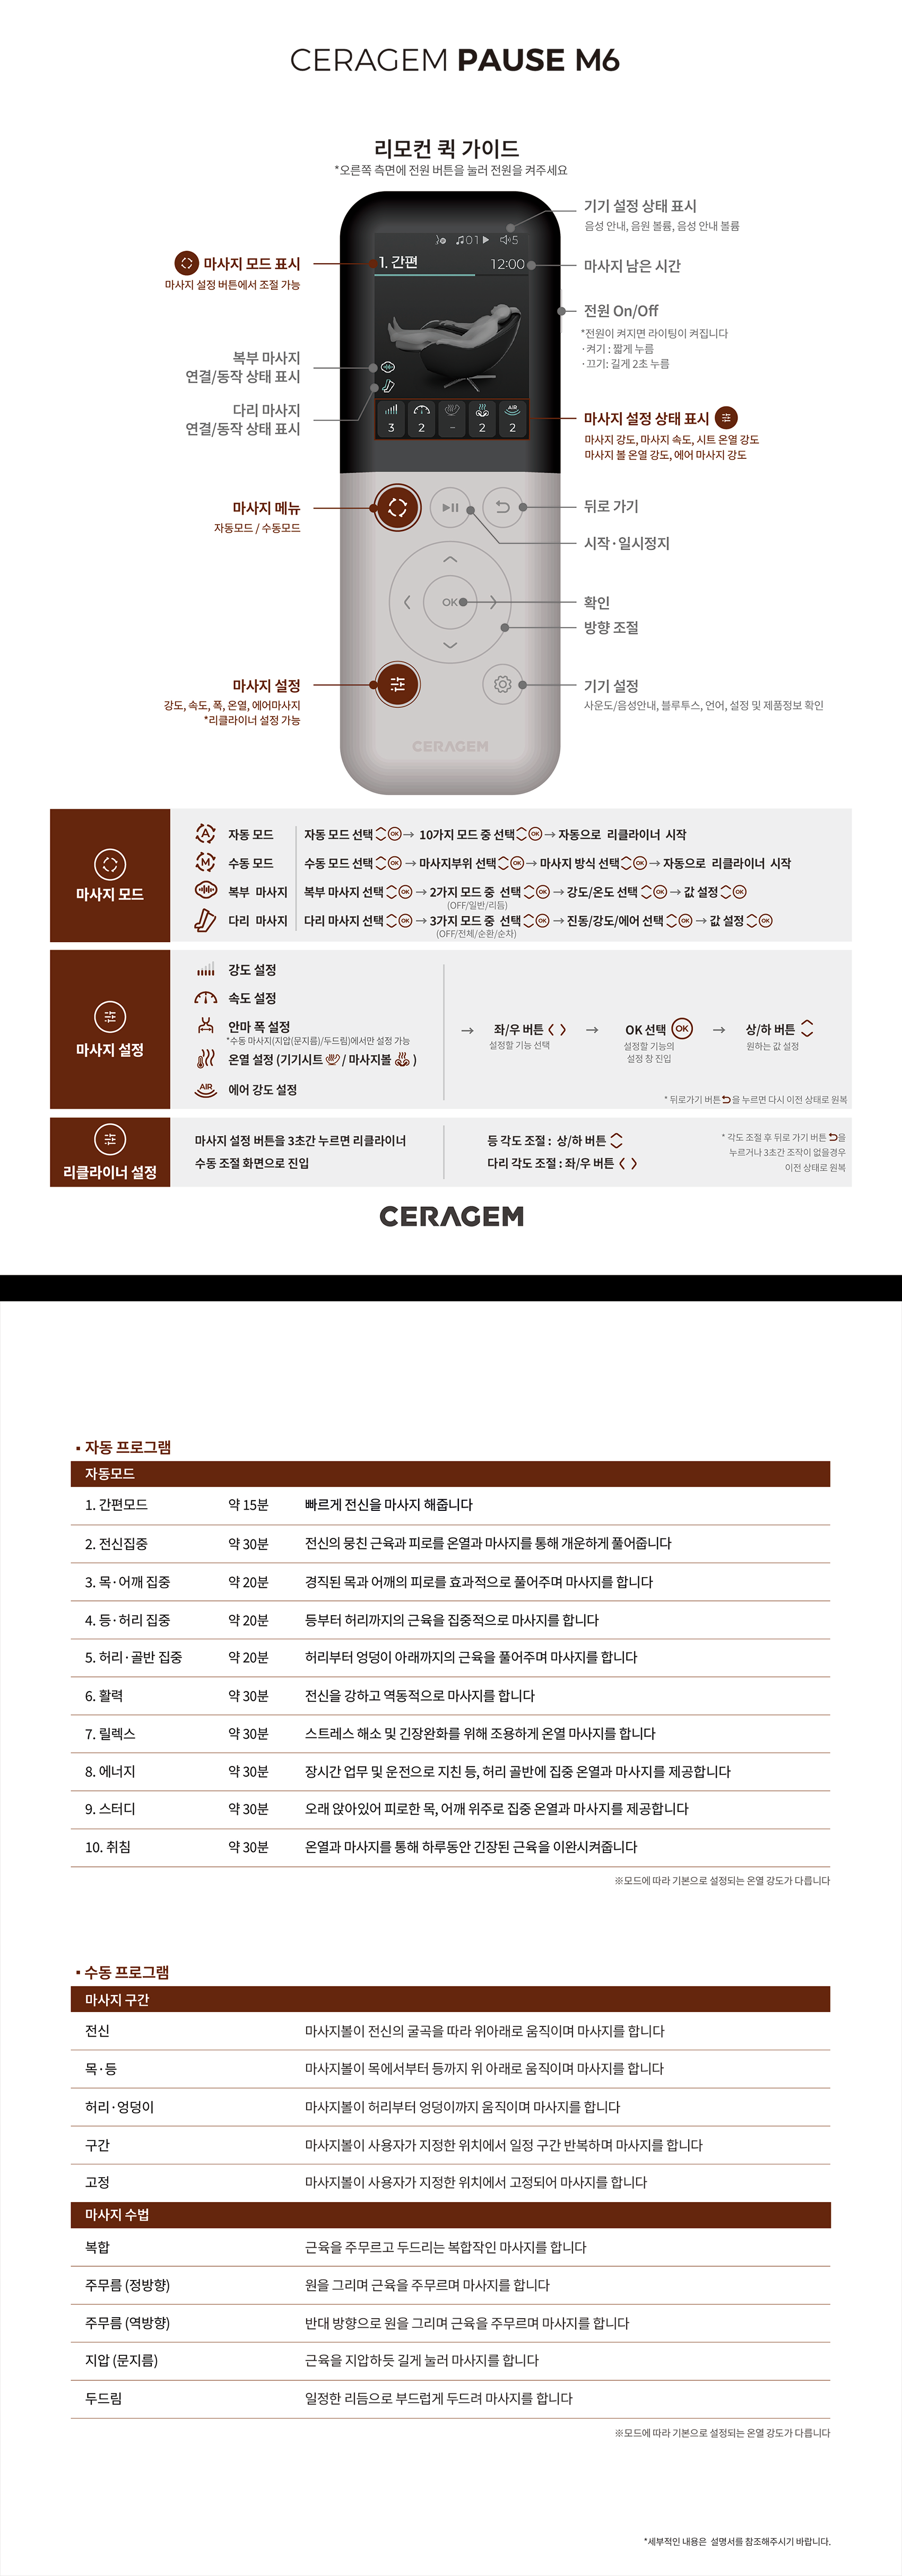 CERAGEM PAUSE M6
리모컨 퀵 가이드
*오른쪽 측면에 전원 버튼을 눌러 전원을 켜주세요
기기 설정 상태 표시
음성 안내, 음원 볼륨, 음성 안내 볼륨
01 5
마사지 모드 표시
마사지 설정 버튼에서 조절 가능
1. 간편
12:00
마사지 남은 시간
전원 On/Off
*전원이 켜지면 라이팅이 켜집니다
·켜기 : 짧게 누름
·끄기: 길게 2초 누름
복부 마사지
연결/동작 상태 표시
다리 마사지
연결/동작 상태 표시
AIR
3 2 – 2 2
마사지 설정 상태 표시
마사지 강도, 마사지 속도, 시트 온열 강도
마사지 볼 온열 강도, 에어 마사지 강도
마사지 메뉴
자동모드 / 수동모드
뒤로 가기
시작·일시정지
OK
확인
방향 조절
마사지 설정
강도, 속도, 폭, 온열, 에어마사지
*리클라이너 설정 가능
기기 설정
사운도/음성안내, 블루투스, 언어, 설정 및 제품정보 확인
CERAGEM
마사지 모드
A 자동 모드 자동 모드 선택 OK → 10가지 모드 중 선택 OK → 자동으로 리클라이너 시작
M 수동 모드 수동 모드 선택 OK → 마사지부위 선택 OK → 마사지 방식 선택 OK → 자동으로 리클라이너 시작
복부 마사지 복부 마사지 선택 OK → 2가지 모드 중 선택 OK → 강도/온도 선택 OK → 값 설정 OK
(OFF/일반/리듬)
다리 마사지 다리 마사지 선택 OK → 3가지 모드 중 선택 OK → 진동/강도/에어 선택 OK → 값 설정 OK
(OFF/전체/순환/순차)
마사지 설정
강도 설정
속도 설정
안마 폭 설정
*수동 마사지(지압(문지름)/두드림)에서만 설정 가능
온열 설정 (기기시트 / 마사지볼 )
AIR 에어 강도 설정
→ 좌/우 버튼 → OK 선택 OK → 상/하 버튼
설정할 기능 선택
설정할 기능의
설정 창 진입
원하는 값 설정
* 뒤로가기 버튼 을 누르면 다시 이전 상태로 원복
리클라이너 설정
마사지 설정 버튼을 3초간 누르면 리클라이너
수동 조절 화면으로 진입
등 각도 조절 : 상/하 버튼
다리 각도 조절 : 좌/우 버튼
* 각도 조절 후 뒤로 가기 버튼 을
누르거나 3초간 조작이 없을경우
이전 상태로 원복
CERAGEM
▪ 자동 프로그램
자동모드
1. 간편모드 약 15분 빠르게 전신을 마사지 해줍니다
2. 전신집중 약 30분 전신의 뭉친 근육과 피로를 온열과 마사지를 통해 개운하게 풀어줍니다
3. 목·어깨 집중 약 20분 경직된 목과 어깨의 피로를 효과적으로 풀어주며 마사지를 합니다
4. 등·허리 집중 약 20분 등부터 허리까지의 근육을 집중적으로 마사지를 합니다
5. 허리·골반 집중 약 20분 허리부터 엉덩이 아래까지의 근육을 풀어주며 마사지를 합니다
6. 활력 약 30분 전신을 강하고 역동적으로 마사지를 합니다
7. 릴렉스 약 30분 스트레스 해소 및 긴장완화를 위해 조용하게 온열 마사지를 합니다
8. 에너지 약 30분 장시간 업무 및 운전으로 지친 등, 허리 골반에 집중 온열과 마사지를 제공합니다
9. 스터디 약 30분 오래 앉아있어 피로한 목, 어깨 위주로 집중 온열과 마사지를 제공합니다
10. 취침 약 30분 온열과 마사지를 통해 하루동안 긴장된 근육을 이완시켜줍니다
※모드에 따라 기본으로 설정되는 온열 강도가 다릅니다
▪ 수동 프로그램
마사지 구간
전신 마사지볼이 전신의 굴곡을 따라 위아래로 움직이며 마사지를 합니다
목·등 마사지볼이 목에서부터 등까지 위 아래로 움직이며 마사지를 합니다
허리·엉덩이 마사지볼이 허리부터 엉덩이까지 움직이며 마사지를 합니다
구간 마사지볼이 사용자가 지정한 위치에서 일정 구간 반복하며 마사지를 합니다
고정 마사지볼이 사용자가 지정한 위치에서 고정되어 마사지를 합니다
마사지 수법
복합 근육을 주무르고 두드리는 복합작인 마사지를 합니다
주무름 (정방향) 원을 그리며 근육을 주무르며 마사지를 합니다
주무름 (역방향) 반대 방향으로 원을 그리며 근육을 주무르며 마사지를 합니다
지압 (문지름) 근육을 지압하듯 길게 눌러 마사지를 합니다
두드림 일정한 리듬으로 부드럽게 두드려 마사지를 합니다
※모드에 따라 기본으로 설정되는 온열 강도가 다릅니다
*세부적인 내용은 설명서를 참조해주시기 바랍니다.